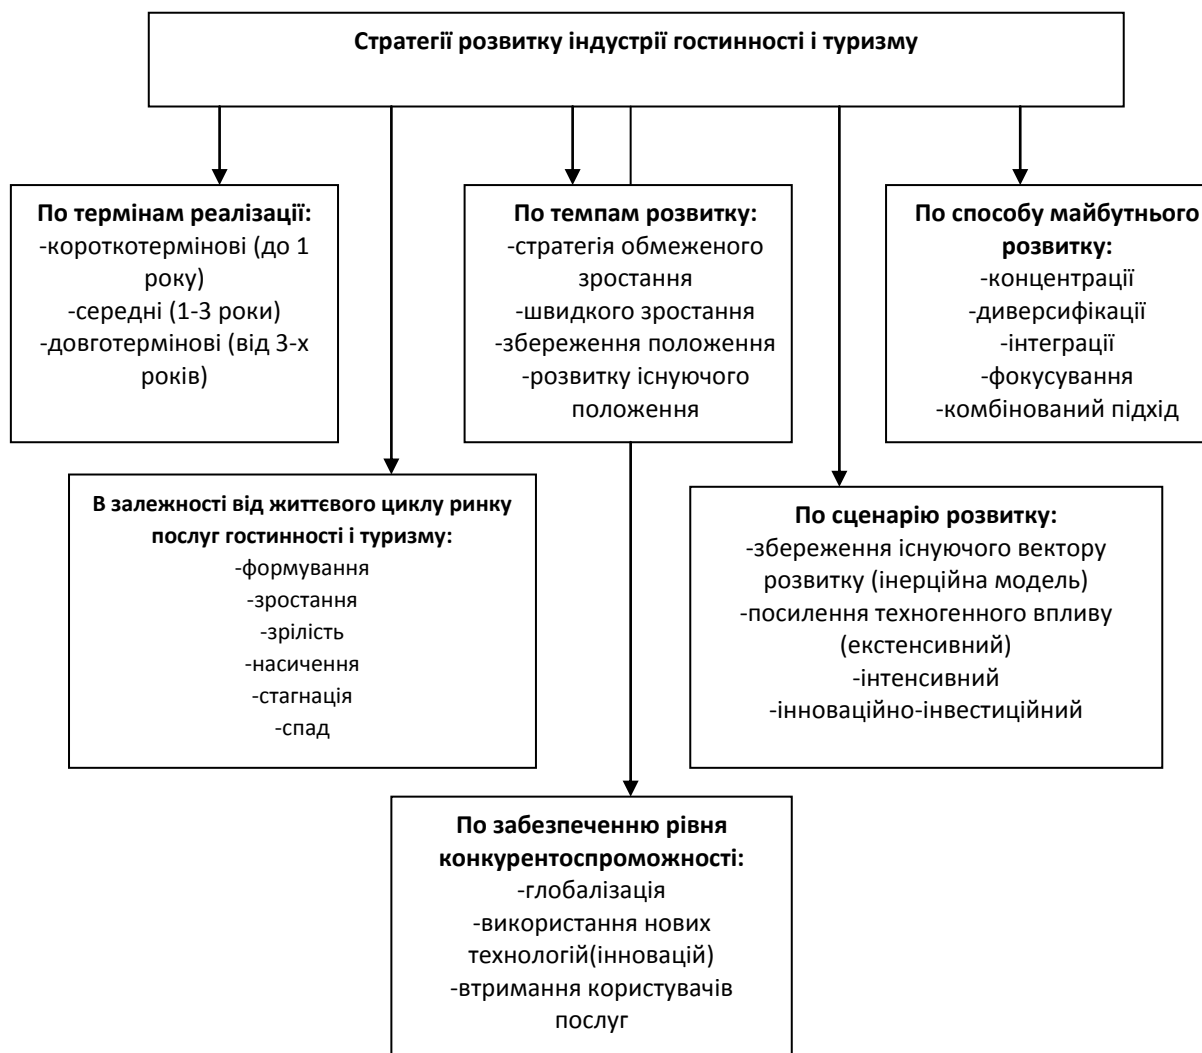 Стратегії розвитку індустрії гостинності і туризму
По термінам реалізації:
-короткотермінові (до 1
року)
-середні (1-3 роки)
-довготермінові (від 3-х
років)
По темпам розвитку:
-стратегія обмеженого
зростання
-швидкого зростання
-збереження положення
-розвитку існуючого
положення
По способу майбутнього
розвитку:
-концентрації
-диверсифікації
-інтеграції
-фокусування
-комбінований підхід
В залежності від життєвого циклу ринку
послуг гостинності і туризму:
-формування
-зростання
-зрілість
-насичення
-стагнація
-спад
По сценарію розвитку:
-збереження існуючого вектору
розвитку (інерційна модель)
-посилення техногенного впливу
(екстенсивний)
-інтенсивний
-інноваційно-інвестиційний
По забезпеченню рівня
конкурентоспроможності:
-глобалізація
-використання нових
технологій(інновацій)
-втримання користувачів
послуг